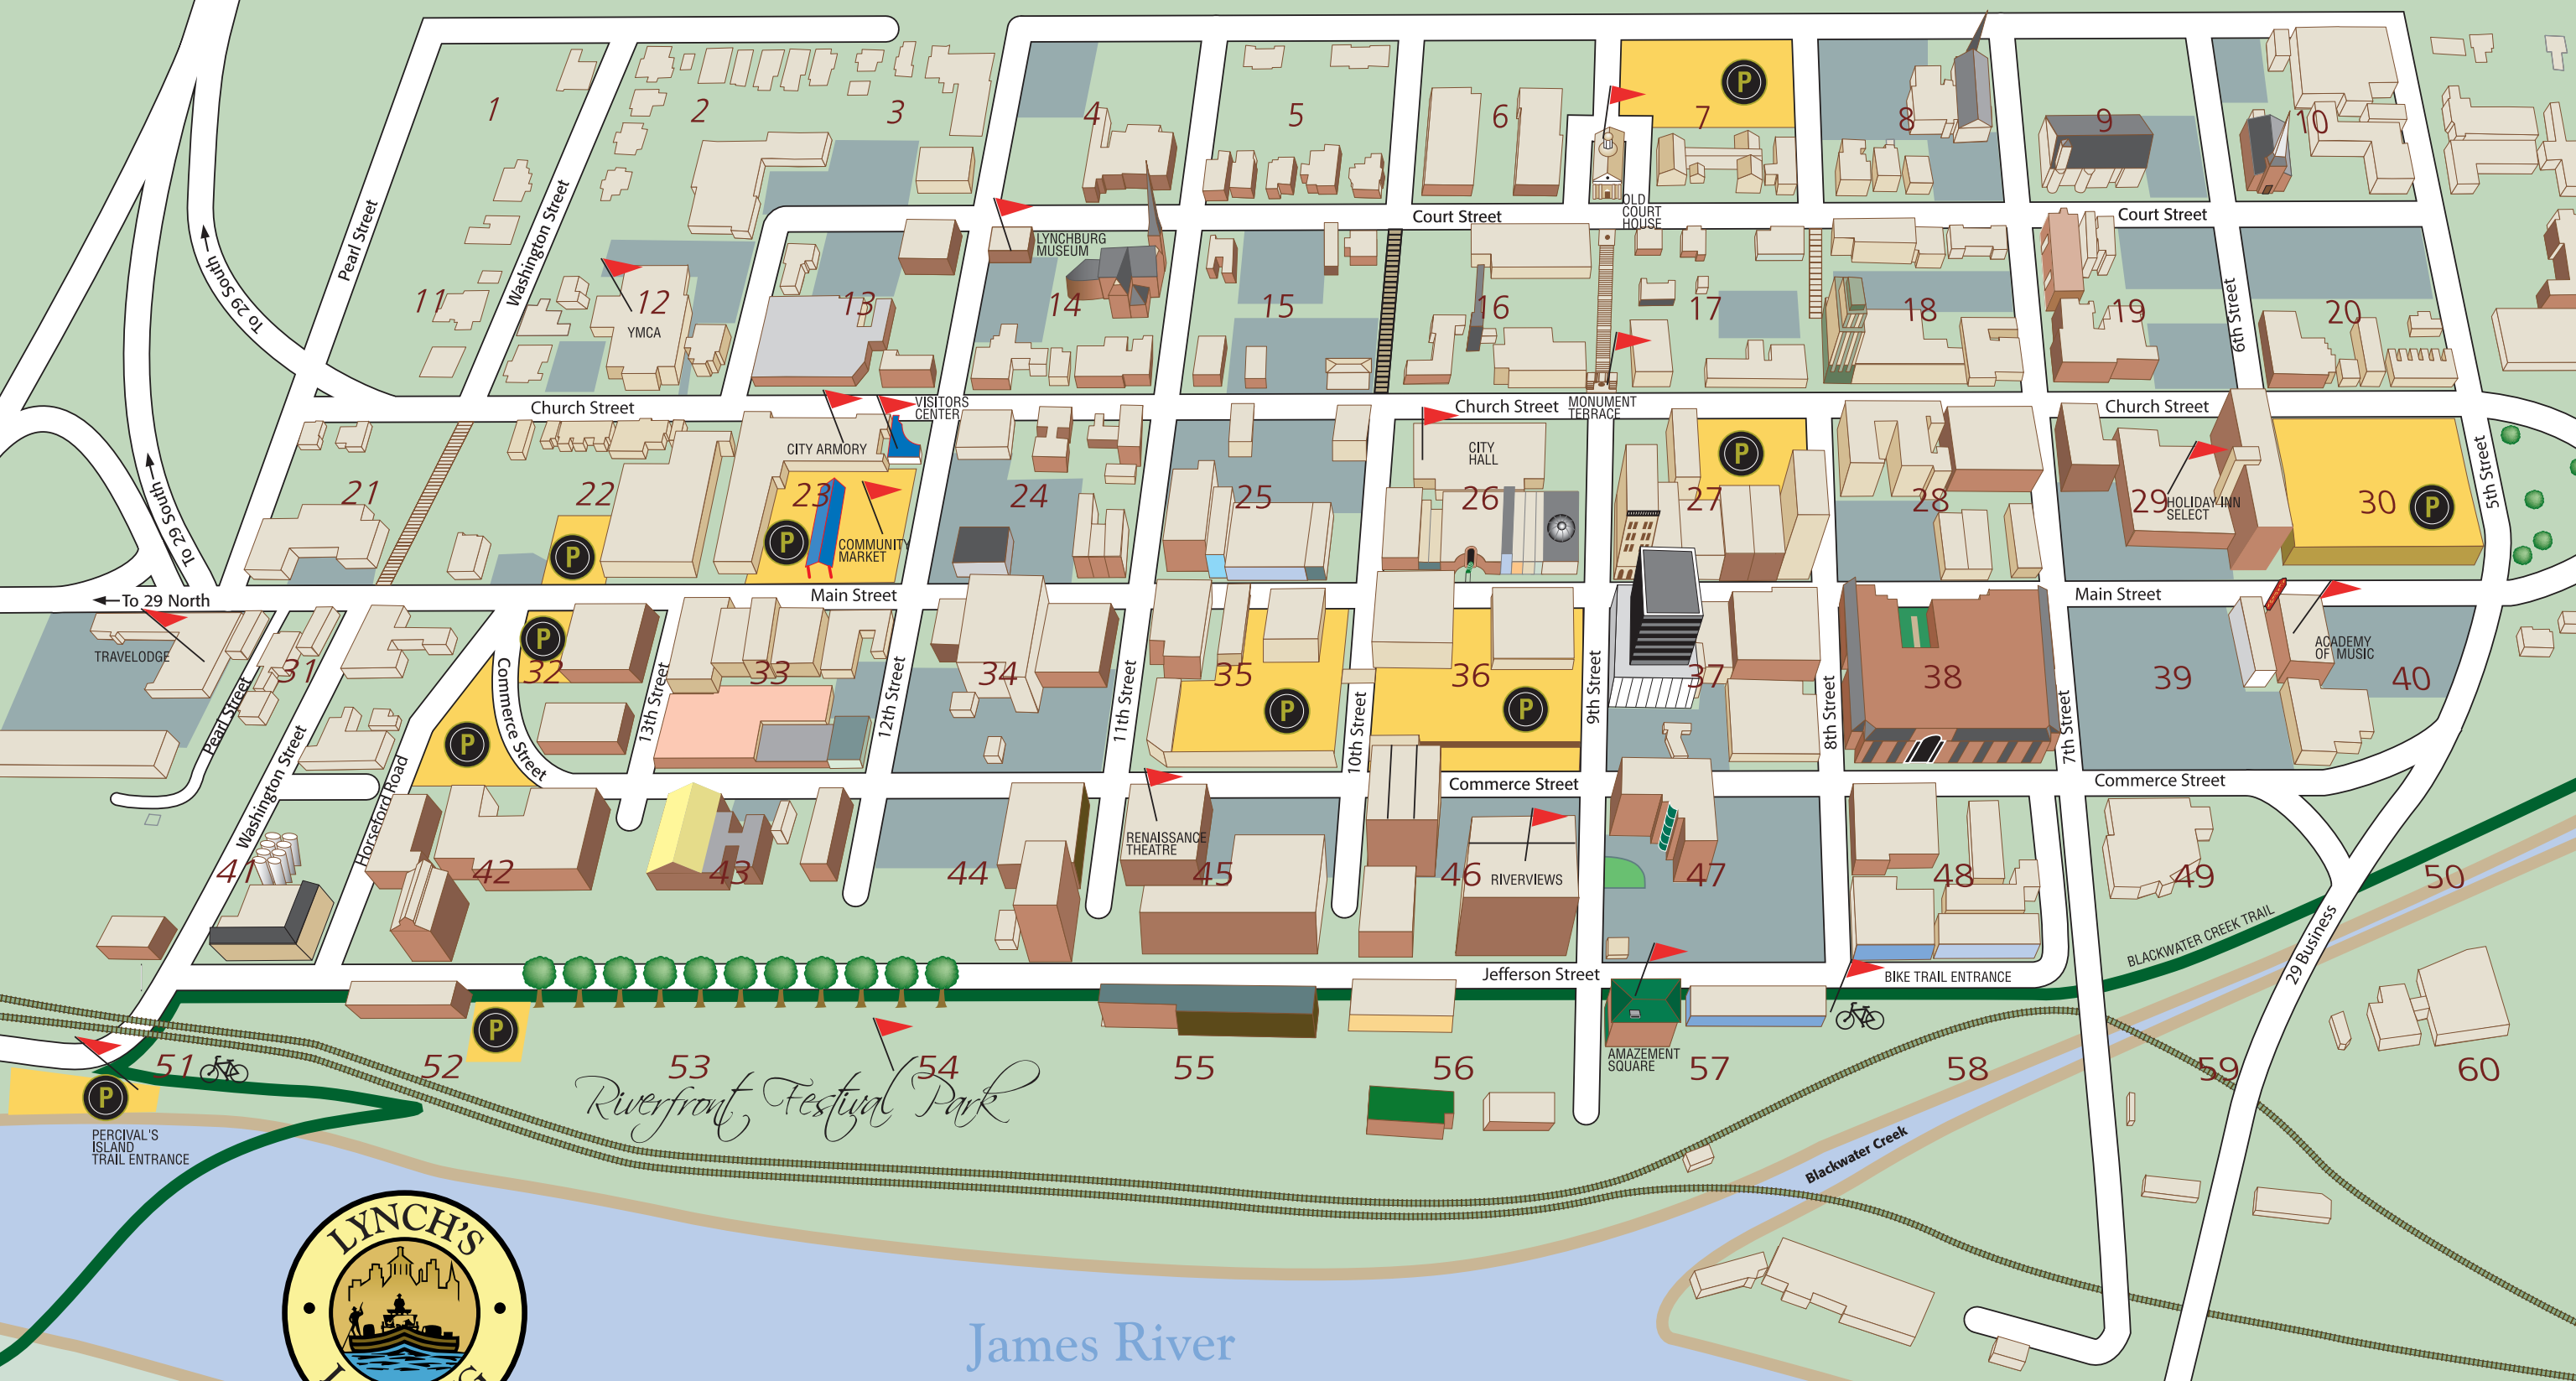 1
2
3
4
5
6
7
8
9
10
P
Pearl Street
Washington Street
Court Street
OLD
COURT
HOUSE
Court Street
LYNCHBURG
MUSEUM
To 29 South
11
12
YMCA
13
14
15
16
17
18
19
6th Street
20
Church Street
VISITORS
CENTER
Church Street
MONUMENT
TERRACE
Church Street
CITY ARMORY
CITY
HALL
P
5th Street
To 29 South
21
22
23
24
25
26
27
28
29
HOLIDAY INN
SELECT
30
P
P
P
COMMUNITY
MARKET
To 29 North
Main Street
Main Street
TRAVELODGE
P
ACADEMY
OF MUSIC
31
32
33
34
35
36
37
38
39
40
Pearl Street
Washington Street
Commerce Street
13th Street
12th Street
11th Street
10th Street
9th Street
8th Street
7th Street
P
P
P
Horseford Road
Commerce Street
Commerce Street
RENAISSANCE
THEATRE
RIVERVIEWS
41
42
43
44
45
46
47
48
49
50
BLACKWATER CREEK TRAIL
29 Business
Jefferson Street
BIKE TRAIL ENTRANCE
P
AMAZEMENT
SQUARE
51
52
53
54
55
56
57
58
59
60
P
Riverfront Festival Park
PERCIVAL'S
ISLAND
TRAIL ENTRANCE
Blackwater Creek
LYNCH'S
James River